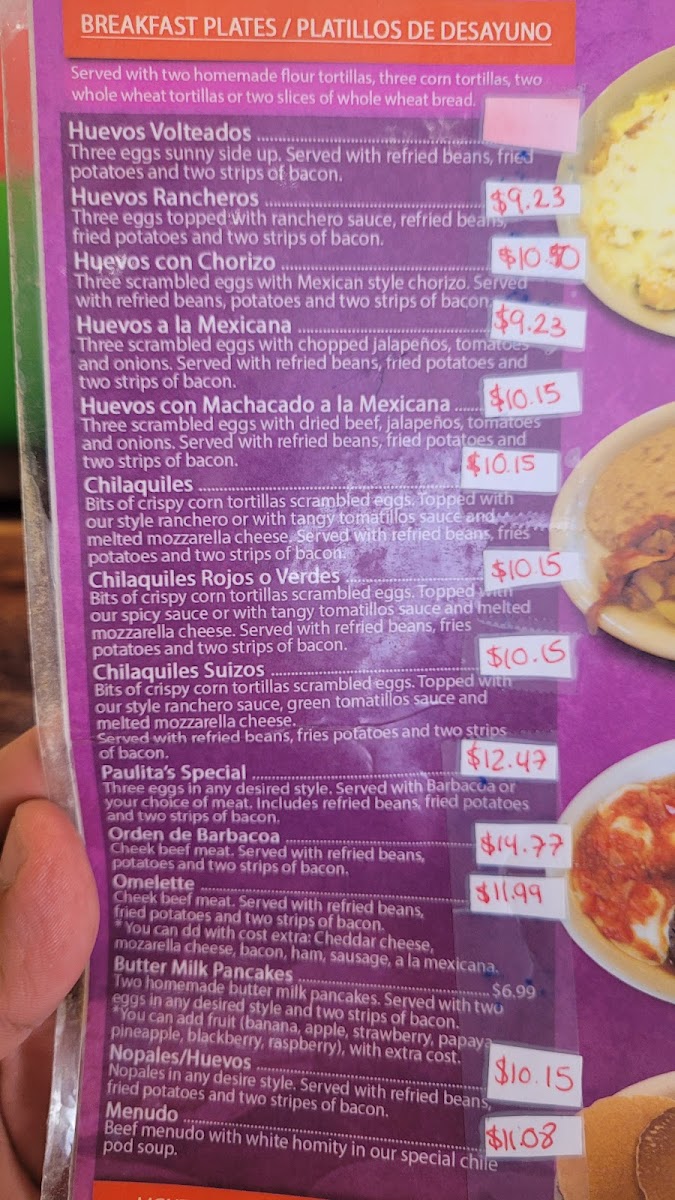 BREAKFAST PLATES / PLATILLOS DE DESAYUNO
Served with two homemade flour tortillas, three corn tortillas, two
whole wheat tortillas or two slices of whole wheat bread.
Huevos Volteados
Three eggs sunny side up. Served with refried beans, fried
potatoes and two strips of bacon.
Huevos Rancheros $9.23
Three eggs topped with ranchero sauce, refried beans,
fried potatoes and two strips of bacon.
Huevos con Chorizo $10.50
Three scrambled eggs with Mexican style chorizo. Served
with refried beans, potatoes and two strips of bacon.
Huevos a la Mexicana $9.23
Three scrambled eggs with chopped jalapeños, tomatoes
and onions. Served with refried beans, fried potatoes and
two strips of bacon.
Huevos con Machacado a la Mexicana $10.15
Three scrambled eggs with dried beef, jalapeños, tomatoes
and onions. Served with refried beans, fried potatoes and
two strips of bacon.
Chilaquiles $10.15
Bits of crispy corn tortillas scrambled eggs. Topped with
our style ranchero or with tangy tomatillos sauce and
melted mozzarella cheese. Served with refried beans, fries
potatoes and two strips of bacon.
Chilaquiles Rojos o Verdes $10.15
Bits of crispy corn tortillas scrambled eggs. Topped with
our spicy sauce or with tangy tomatillos sauce and melted
mozzarella cheese. Served with refried beans, fries
potatoes and two strips of bacon.
Chilaquiles Suizos $10.15
Bits of crispy corn tortillas scrambled eggs. Topped with
our style ranchero sauce, green tomatillos sauce and
melted mozzarella cheese.
Served with refried beans, fries potatoes and two strips
of bacon.
Paulita's Special $12.47
Three eggs in any desired style. Served with Barbacoa or
your choice of meat. Includes refried beans, fried potatoes
and two strips of bacon.
Orden de Barbacoa $14.77
Cheek beef meat. Served with refried beans,
potatoes and two strips of bacon.
Omelette $11.99
Cheek beef meat. Served with refried beans,
fried potatoes and two strips of bacon.
*You can dd with cost extra: Cheddar cheese,
mozarella cheese, bacon, ham, sausage, a la mexicana.
Butter Milk Pancakes $6.99
Two homemade butter milk pancakes. Served with two
eggs in any desired style and two strips of bacon.
*You can add fruit (banana, apple, strawberry, papaya,
pineapple, blackberry, raspberry), with extra cost.
Nopales/Huevos $10.15
Nopales in any desire style. Served with refried beans,
fried potatoes and two stripes of bacon.
Menudo $11.08
Beef menudo with white homity in our special chile
pod soup.